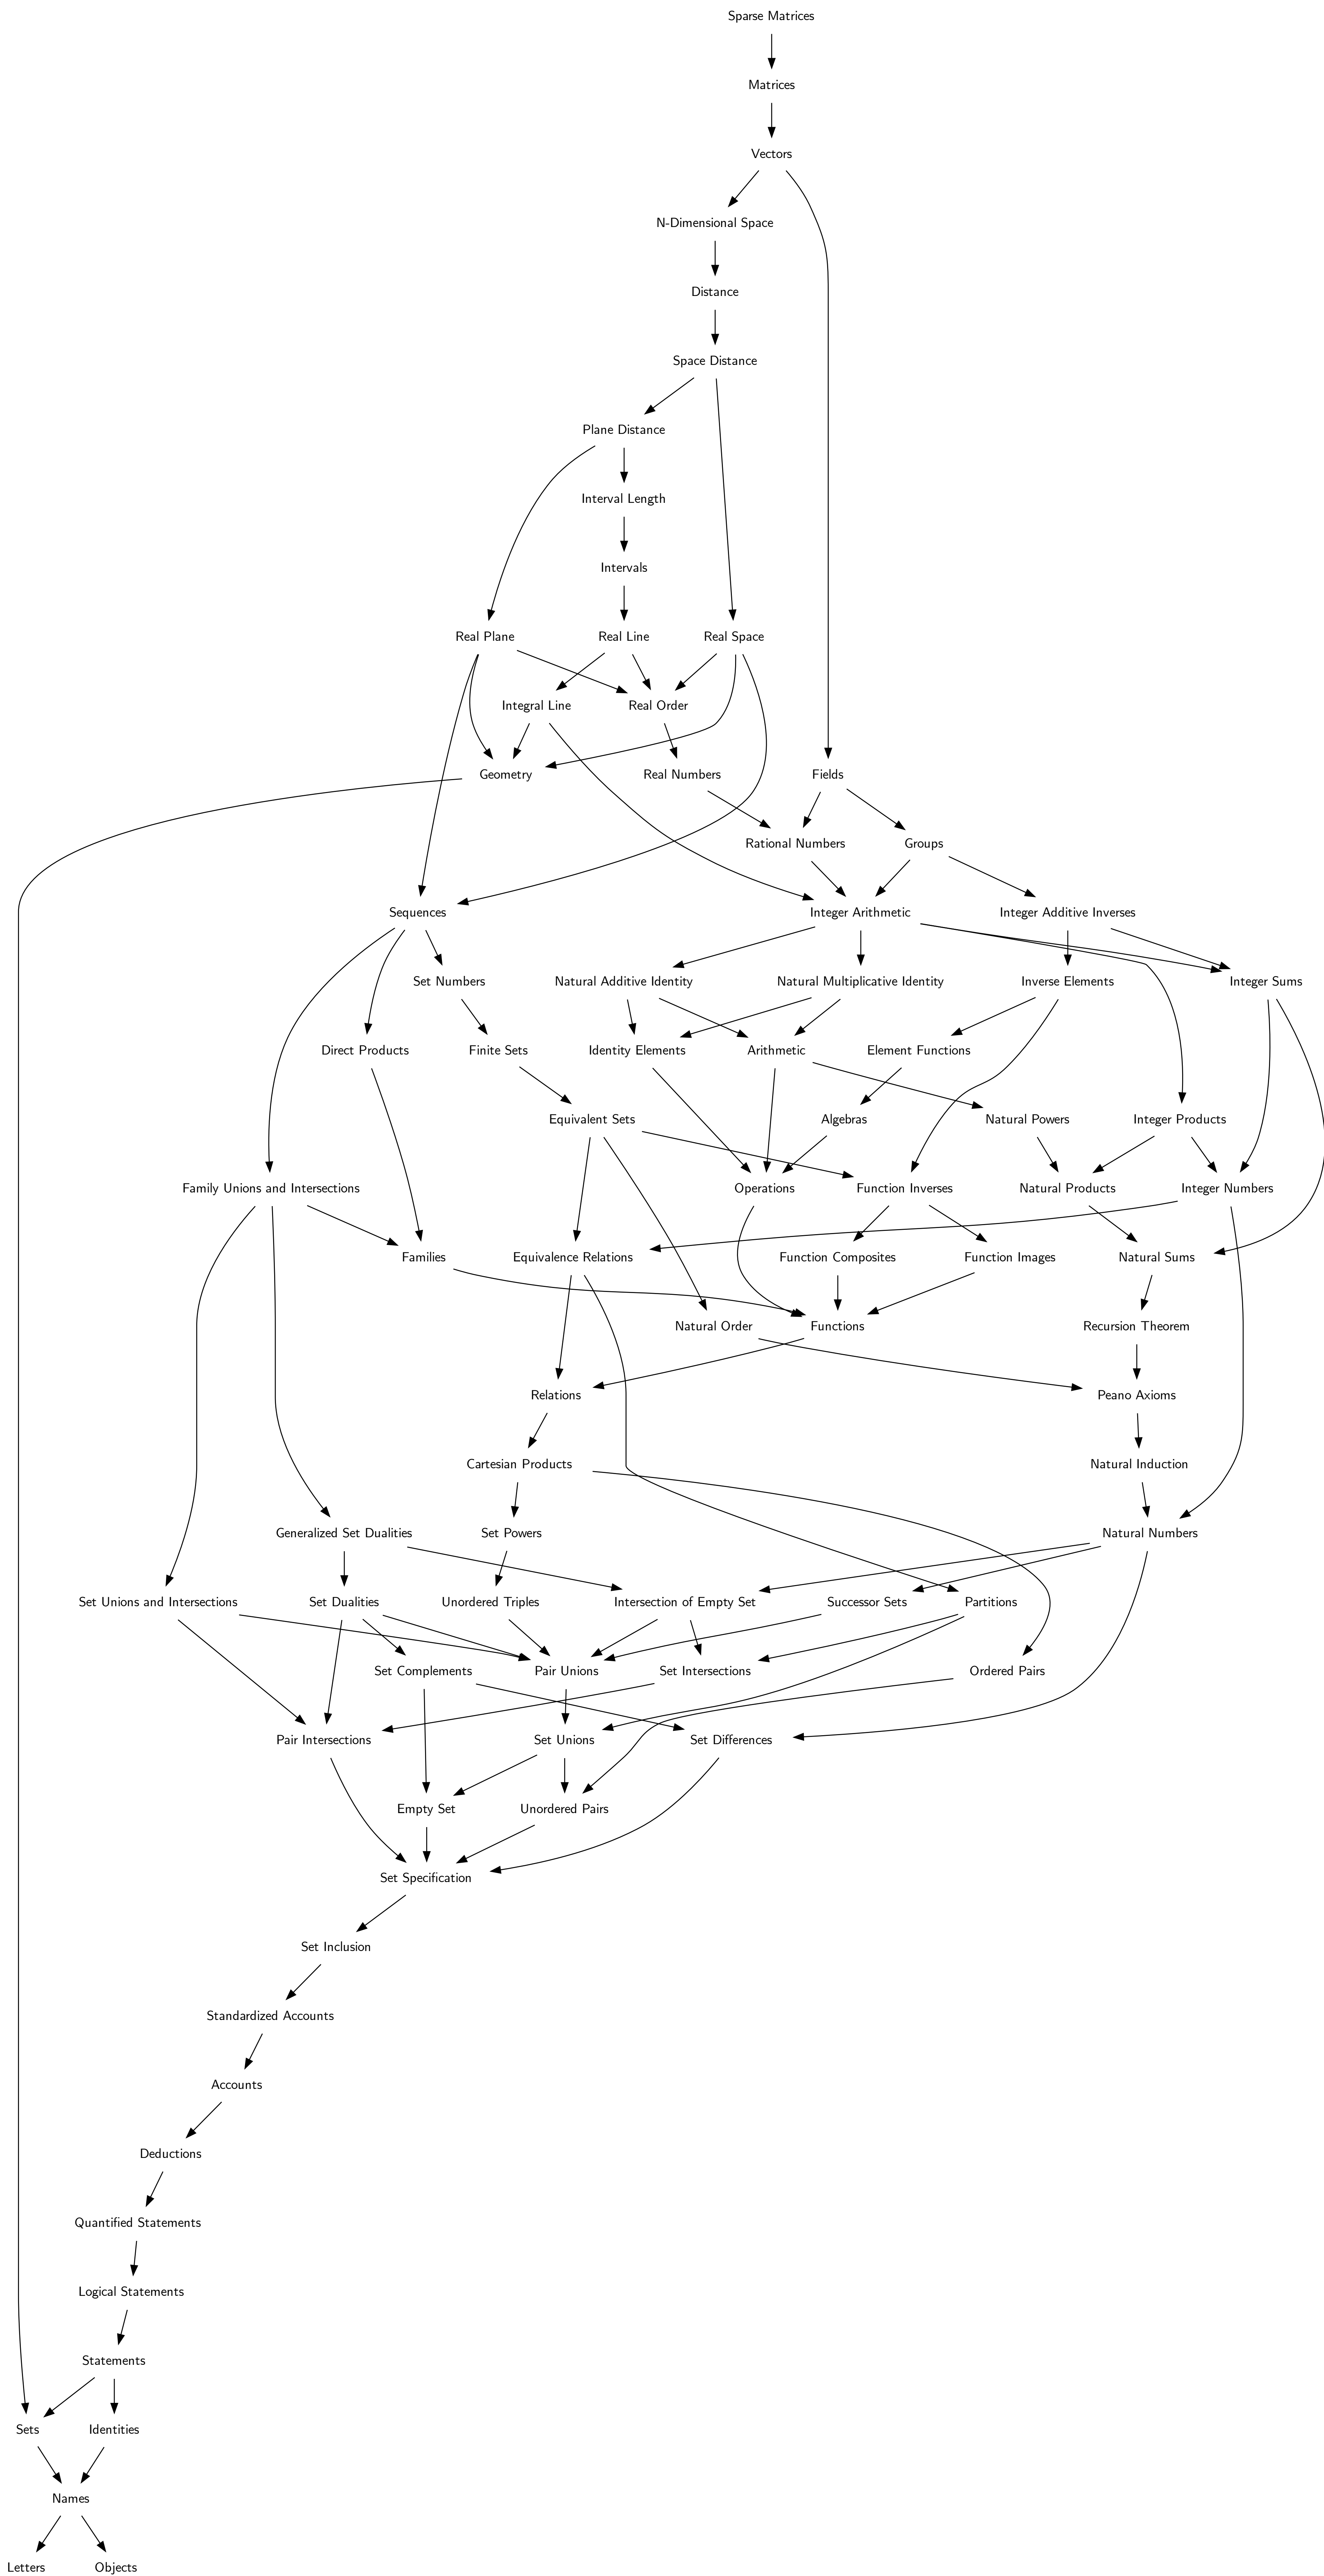 Sparse Matrices
Matrices
Vectors
N-Dimensional Space
Distance
Space Distance
Plane Distance
Interval Length
Intervals
Real Plane
Real Line
Real Space
Integral Line
Real Order
Geometry
Real Numbers
Fields
Rational Numbers
Groups
Sequences
Integer Arithmetic
Integer Additive Inverses
Set Numbers
Natural Additive Identity
Natural Multiplicative Identity
Inverse Elements
Integer Sums
Direct Products
Finite Sets
Identity Elements
Arithmetic
Element Functions
Equivalent Sets
Algebras
Natural Powers
Integer Products
Family Unions and Intersections
Operations
Function Inverses
Natural Products
Integer Numbers
Families
Equivalence Relations
Function Composites
Function Images
Natural Sums
Natural Order
Functions
Recursion Theorem
Relations
Peano Axioms
Cartesian Products
Natural Induction
Generalized Set Dualities
Set Powers
Natural Numbers
Set Unions and Intersections
Set Dualities
Unordered Triples
Intersection of Empty Set
Successor Sets
Partitions
Set Complements
Pair Unions
Set Intersections
Ordered Pairs
Pair Intersections
Set Unions
Set Differences
Empty Set
Unordered Pairs
Set Specification
Set Inclusion
Standardized Accounts
Accounts
Deductions
Quantified Statements
Logical Statements
Statements
Sets
Identities
Names
Letters
Objects